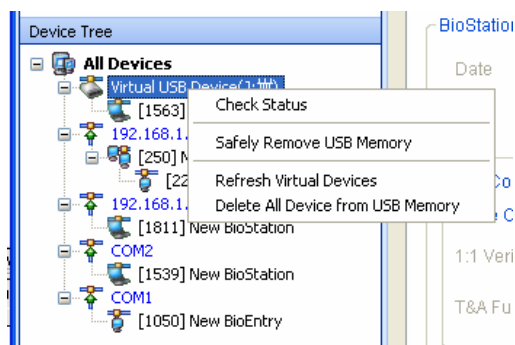 Device Tree
BioStation
All Devices
Date
Virtual USB Device(J:\
[1563]
Check Status
192.168.1.
Safely Remove USB Memory
[250]
[22
Refresh Virtual Devices
192.168.1.
Delete All Device from USB Memory
[1811] New BioStation
COM2
1:1 Veri
[1539] New BioStation
COM1
T&A Fu
[1050] New BioEntry